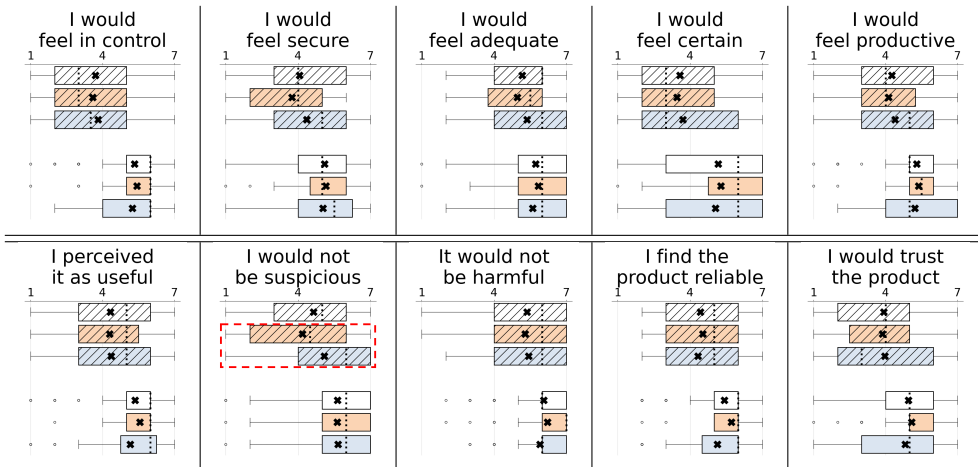 I would
feel in control
I would
feel secure
I would
feel adequate
I would
feel certain
I would
feel productive
1 4 7
1 4 7
1 4 7
1 4 7
1 4 7
I perceived
it as useful
I would not
be suspicious
It would not
be harmful
I find the
product reliable
I would trust
the product
1 4 7
1 4 7
1 4 7
1 4 7
1 4 7